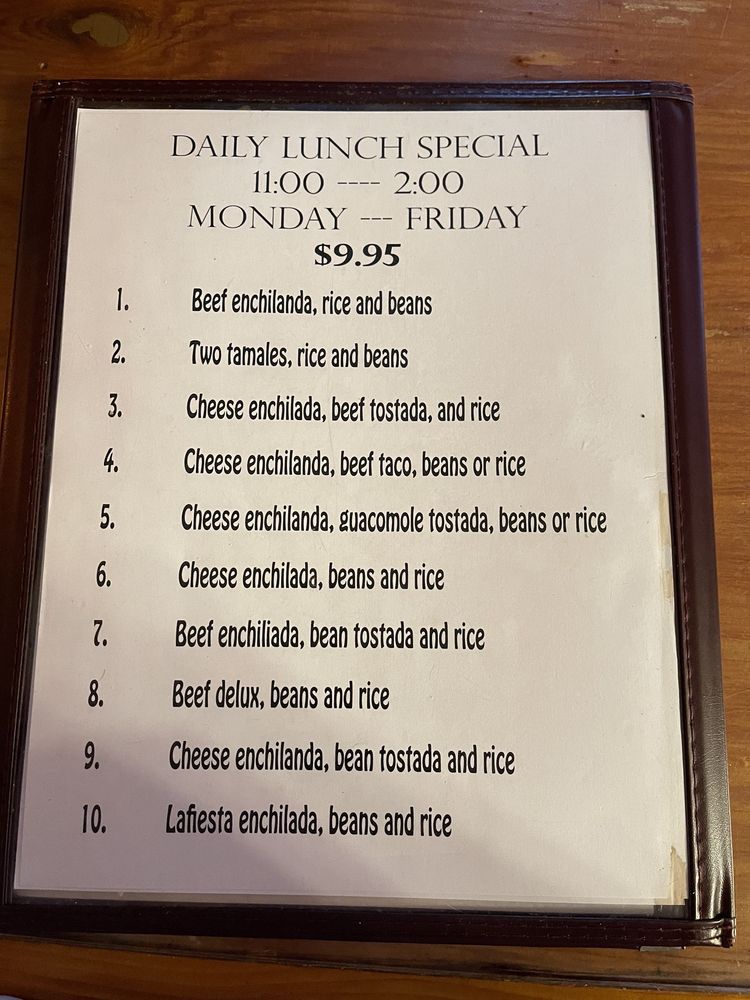 DAILY LUNCH SPECIAL
11:00 ---- 2:00
MONDAY --- FRIDAY
$9.95
1. Beef enchilanda, rice and beans
2. Two tamales, rice and beans
3. Cheese enchilada, beef tostada, and rice
4. Cheese enchilanda, beef taco, beans or rice
5. Cheese enchilanda, guacomole tostada, beans or rice
6. Cheese enchilada, beans and rice
7. Beef enchiliada, bean tostada and rice
8. Beef delux, beans and rice
9. Cheese enchilanda, bean tostada and rice
10. Lafiesta enchilada, beans and rice